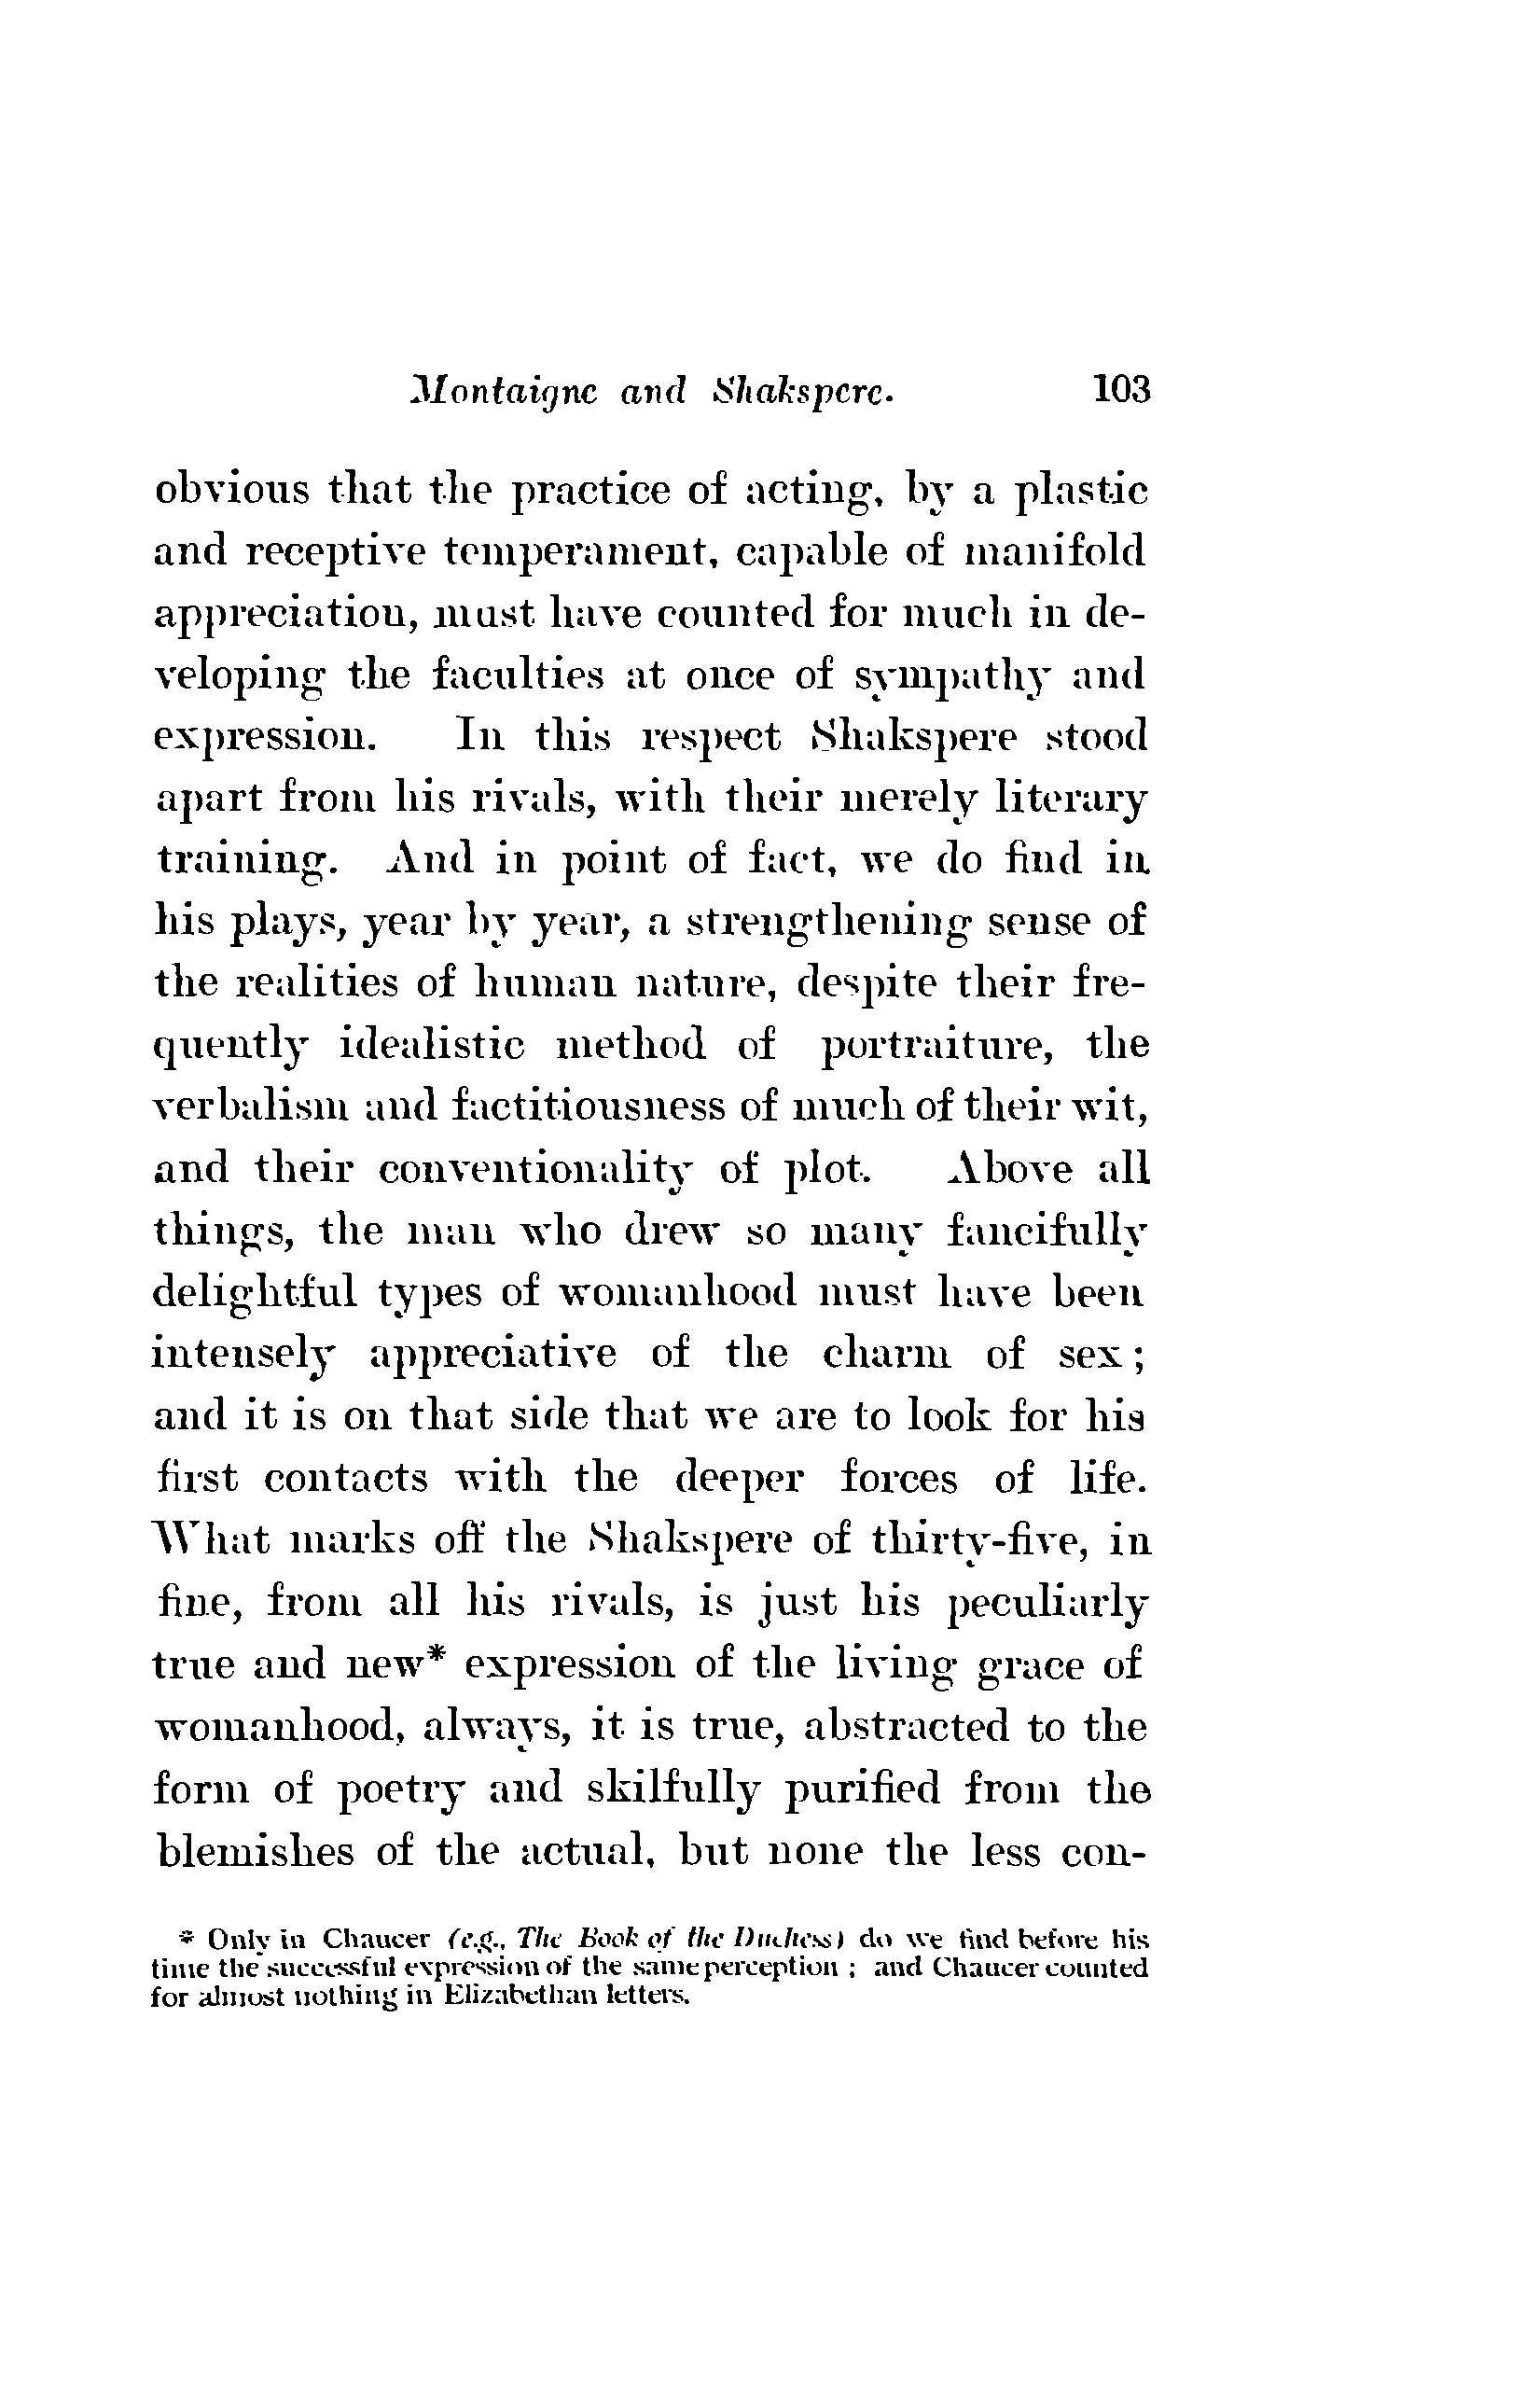 Montaigne and Shakspere. 103
obvious that the practice of acting, by a plastic
and receptive temperament, capable of manifold
appreciation, must have counted for much in de-
veloping the faculties at once of sympathy and
expression. In this respect Shakspere stood
apart from his rivals, with their merely literary
training. And in point of fact, we do find in
his plays, year by year, a strengthening sense of
the realities of human nature, despite their fre-
quently idealistic method of portraiture, the
verbalism and factitiousness of much of their wit,
and their conventionality of plot. Above all
things, the man who drew so many fancifully
delightful types of womanhood must have been
intensely appreciative of the charm of sex;
and it is on that side that we are to look for his
first contacts with the deeper forces of life.
What marks off the Shakspere of thirty-five, in
fine, from all his rivals, is just his peculiarly
true and new* expression of the living grace of
womanhood, always, it is true, abstracted to the
form of poetry and skilfully purified from the
blemishes of the actual, but none the less con-
* Only in Chaucer (e.g., The Book of the Duchess) do we find before his
time the successful expression of the same perception; and Chaucer counted
for almost nothing in Elizabethan letters.